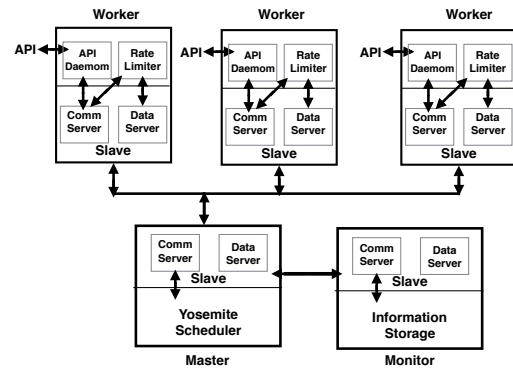 Worker
Worker
Worker
API
API Daemom
Rate Limiter
Comm Server
Data Server
Slave
API
API Daemom
Rate Limiter
Comm Server
Data Server
Slave
API
API Daemom
Rate Limiter
Comm Server
Data Server
Slave
Comm Server
Data Server
Slave
Yosemite
Scheduler
Master
Comm Server
Data Server
Slave
Information
Storage
Monitor